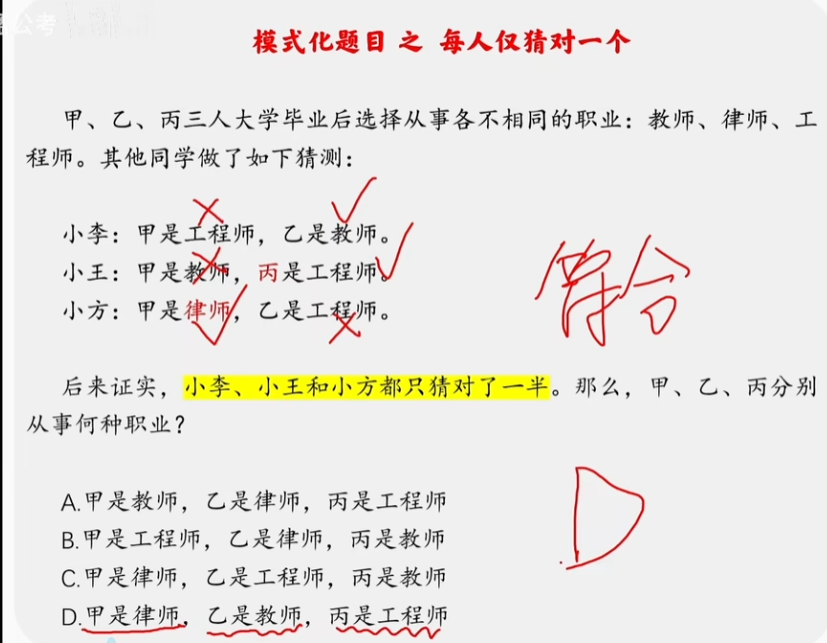 公考
模式化题目 之 每人仅猜对一个
甲、乙、丙三人大学毕业后选择从事各不相同的职业：教师、律师、工
程师。其他同学做了如下猜测：
小李：甲是工程师，乙是教师。
小王：甲是教师，丙是工程师。
小方：甲是律师，乙是工程师。
符合
后来证实，小李、小王和小方都只猜对了一半。那么，甲、乙、丙分别
从事何种职业？
A.甲是教师，乙是律师，丙是工程师
B.甲是工程师，乙是律师，丙是教师
C.甲是律师，乙是工程师，丙是教师
D.甲是律师，乙是教师，丙是工程师
D